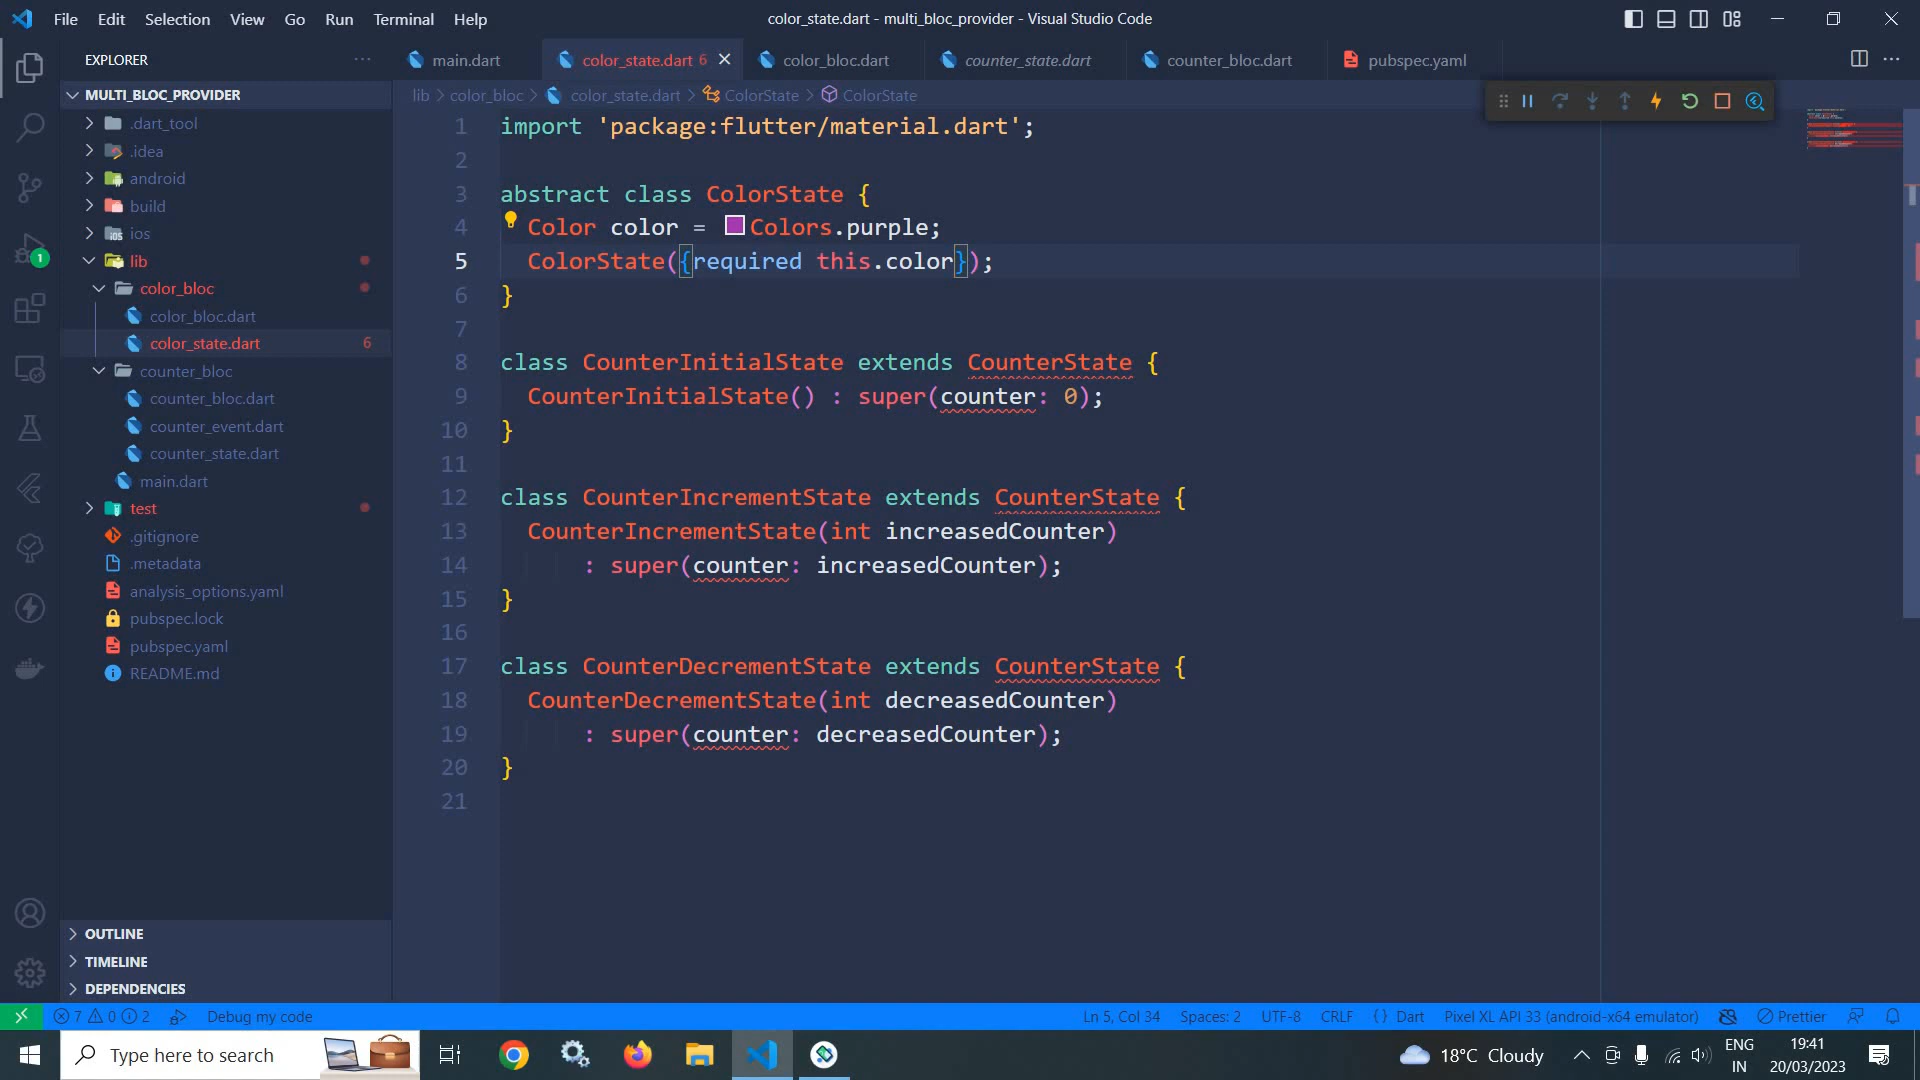 File Edit Selection View Go Run Terminal Help
color_state.dart - multi_bloc_provider - Visual Studio Code
EXPLORER
main.dart
color_state.dart 6
color_bloc.dart
counter_state.dart
counter_bloc.dart
pubspec.yaml
MULTI_BLOC_PROVIDER
lib > color_bloc > color_state.dart > ColorState > ColorState
.dart_tool
.idea
android
build
ios
lib
color_bloc
color_bloc.dart
color_state.dart 6
counter_bloc
counter_bloc.dart
counter_event.dart
counter_state.dart
main.dart
test
.gitignore
.metadata
analysis_options.yaml
pubspec.lock
pubspec.yaml
README.md
1
OUTLINE
TIMELINE
DEPENDENCIES
1 import 'package:flutter/material.dart';
2
3 abstract class ColorState {
4 Color color = Colors.purple;
5 ColorState({required this.color});
6 }
7
8 class CounterInitialState extends CounterState {
9 CounterInitialState() : super(counter: 0);
10 }
11
12 class CounterIncrementState extends CounterState {
13 CounterIncrementState(int increasedCounter)
14 : super(counter: increasedCounter);
15 }
16
17 class CounterDecrementState extends CounterState {
18 CounterDecrementState(int decreasedCounter)
19 : super(counter: decreasedCounter);
20 }
21
7 0 2 Debug my code
Ln 5, Col 34 Spaces: 2 UTF-8 CRLF {} Dart Pixel XL API 33 (android-x64 emulator) Prettier
Type here to search
18°C Cloudy
ENG
IN
19:41
20/03/2023